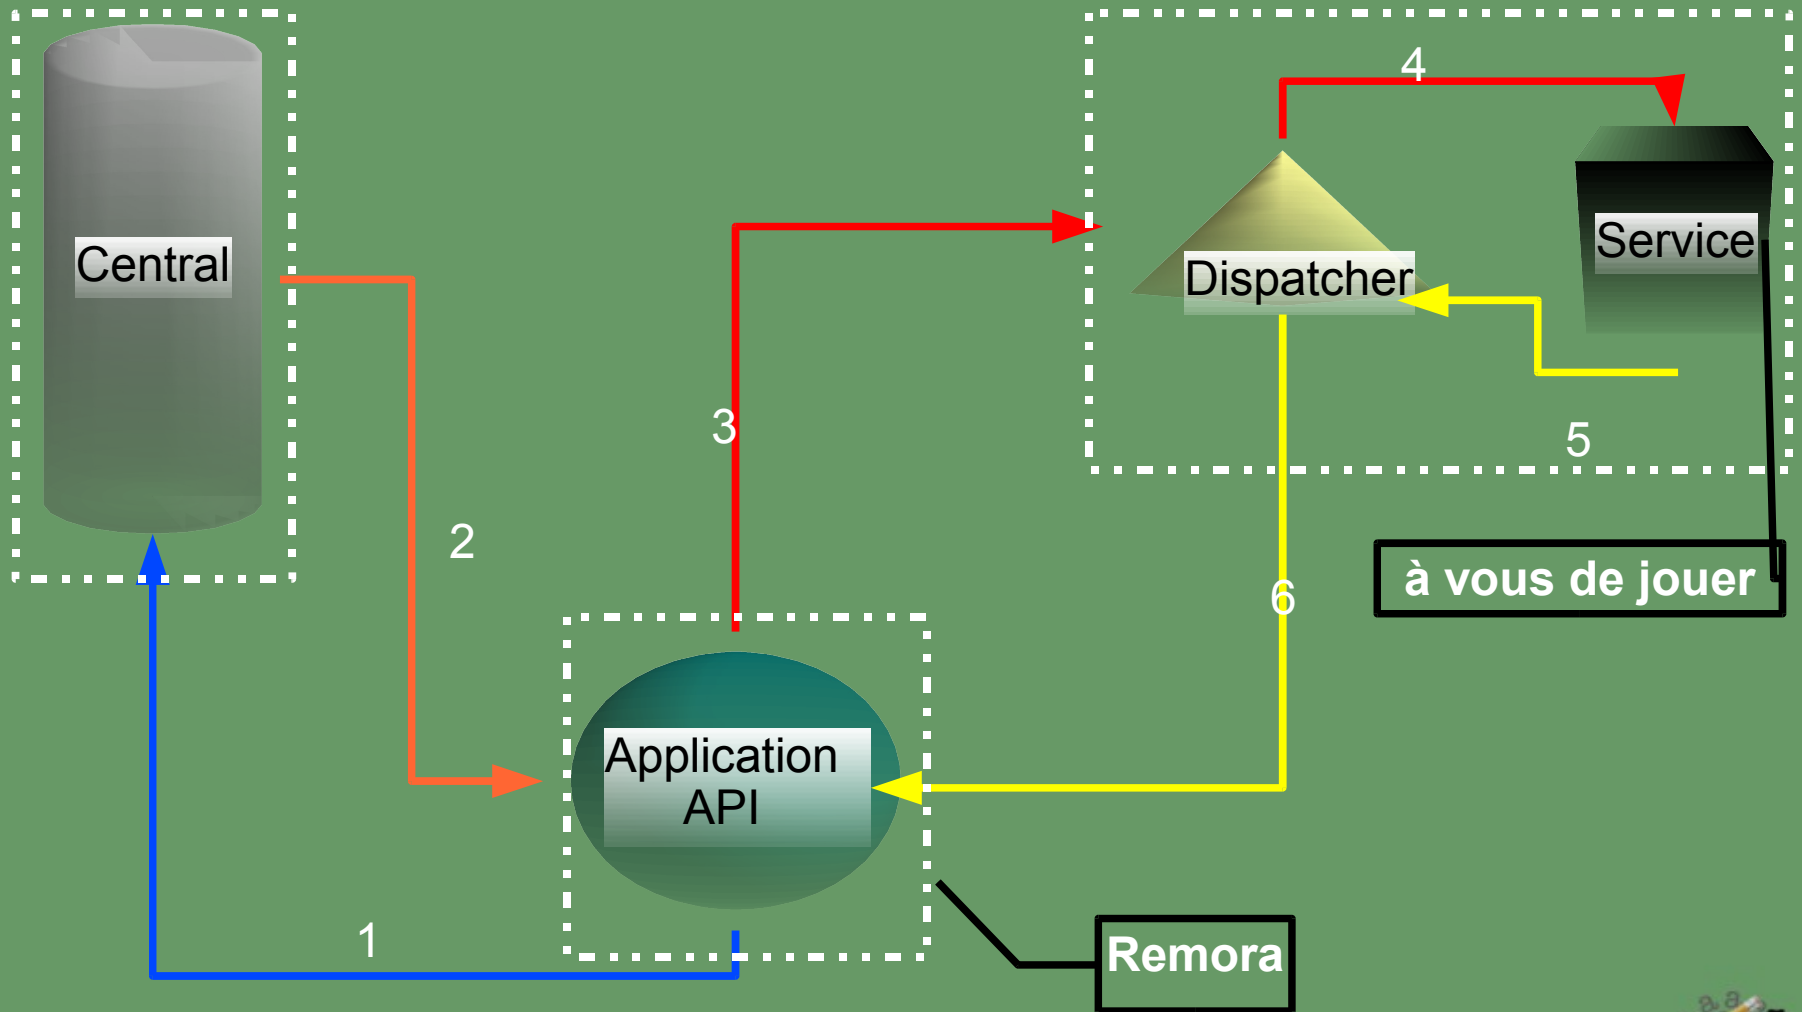 4
Central
Service
Dispatcher
3
5
2
à vous de jouer
6
Application
API
1
Remora
a a a